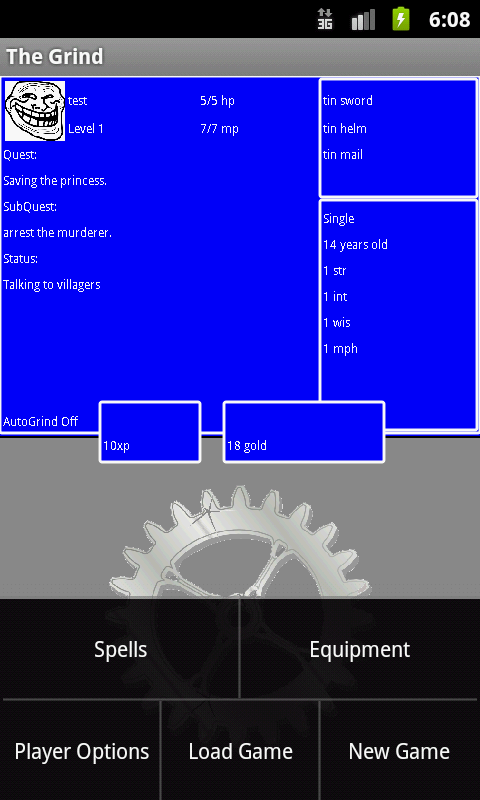 3G 6:08
The Grind
test 5/5 hp
Level 1 7/7 mp
Quest:
Saving the princess.
SubQuest:
arrest the murderer.
Status:
Talking to villagers
AutoGrind Off
tin sword
tin helm
tin mail
Single
14 years old
1 str
1 int
1 wis
1 mph
10xp
18 gold
Spells
Equipment
Player Options
Load Game
New Game